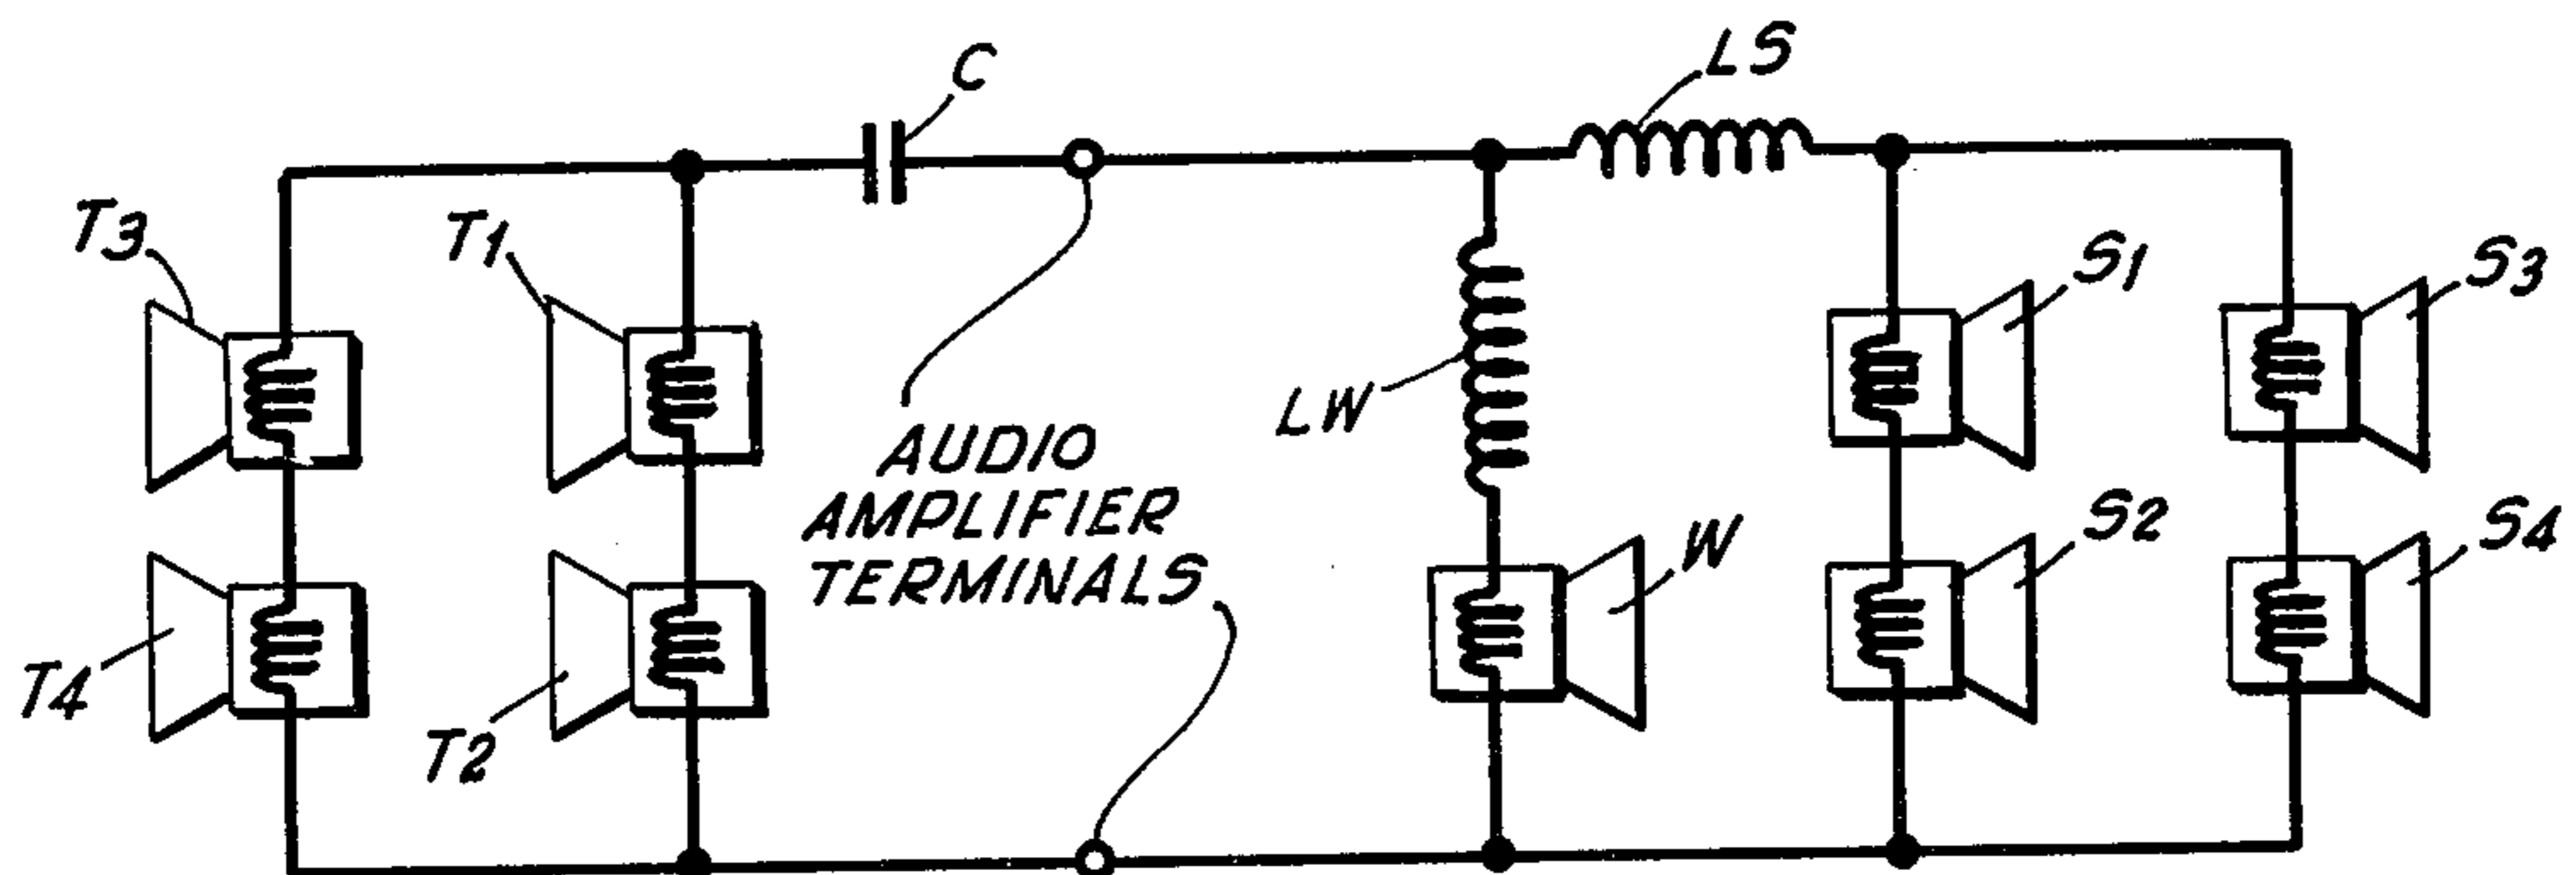 C
LS
T3
T1
S1
S3
LW
AUDIO
AMPLIFIER
TERMINALS
W
S2
S4
T4
T2